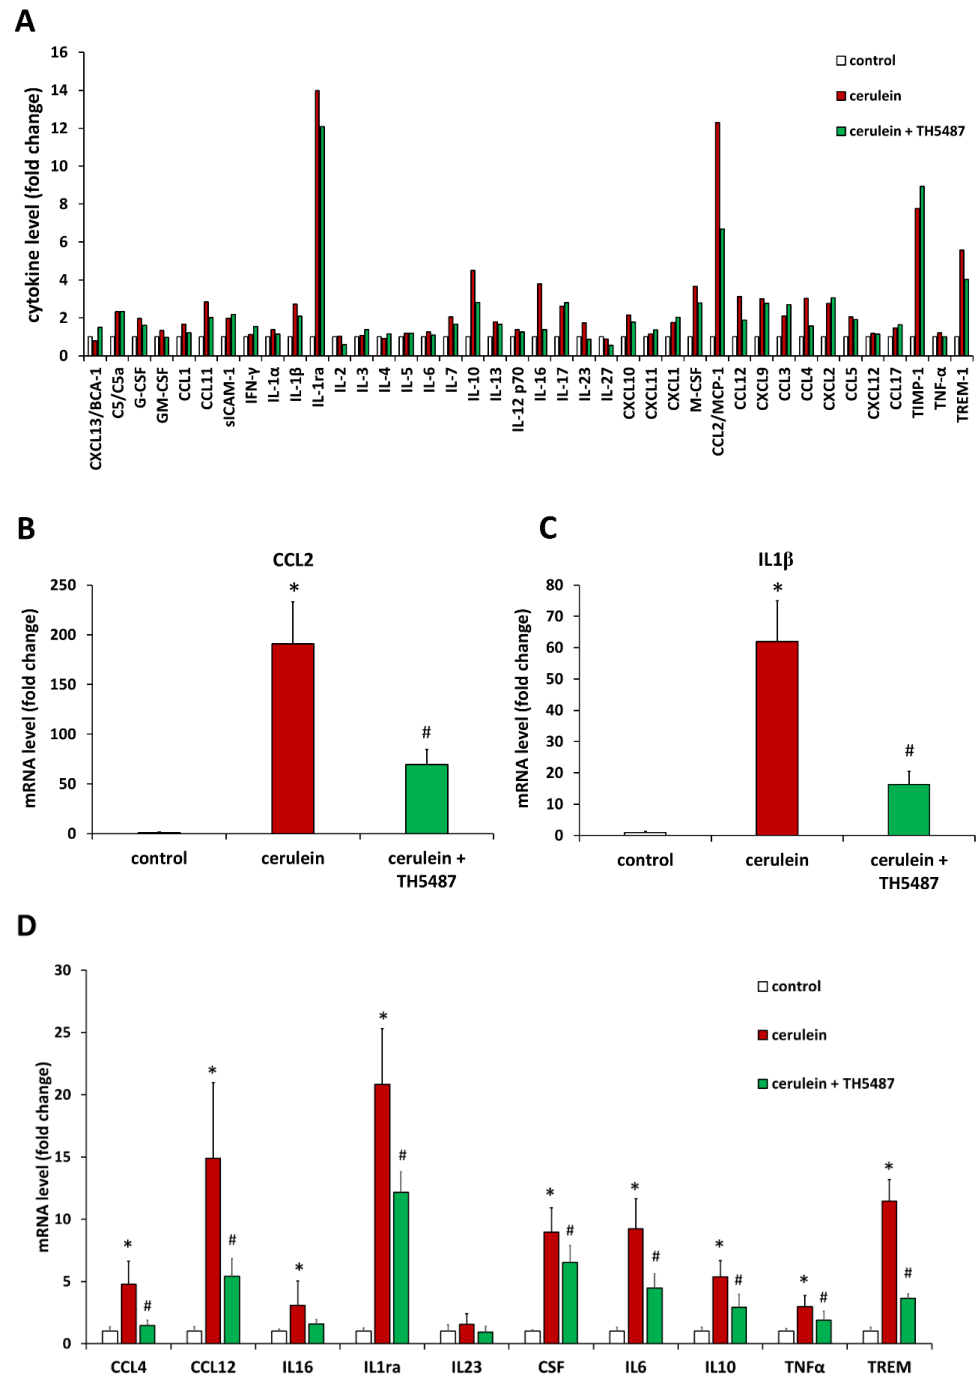 A
cytokine level (fold change)
16
14
12
10
8
6
4
2
0
control
cerulein
cerulein + TH5487
CXCL13/BCA-1
C5/C5a
G-CSF
GM-CSF
CCL1
CCL11
sICAM-1
IFN-γ
IL-1α
IL-1β
IL-1ra
IL-2
IL-3
IL-4
IL-5
IL-6
IL-7
IL-10
IL-13
IL-12 p70
IL-16
IL-17
IL-23
IL-27
CXCL10
CXCL11
CXCL1
M-CSF
CCL2/MCP-1
CCL12
CXCL9
CCL3
CCL4
CXCL2
CCL5
CXCL12
CCL17
TIMP-1
TNF-α
TREM-1
B
CCL2
mRNA level (fold change)
250
200
150
100
50
0
*
#
control
cerulein
cerulein +
TH5487
C
IL1β
mRNA level (fold change)
80
70
60
50
40
30
20
10
0
*
#
control
cerulein
cerulein +
TH5487
D
mRNA level (fold change)
30
25
20
15
10
5
0
control
cerulein
cerulein + TH5487
*
#
*
#
*
*
#
*
#
*
#
*
#
*
#
*
#
CCL4
CCL12
IL16
IL1ra
IL23
CSF
IL6
IL10
TNFα
TREM